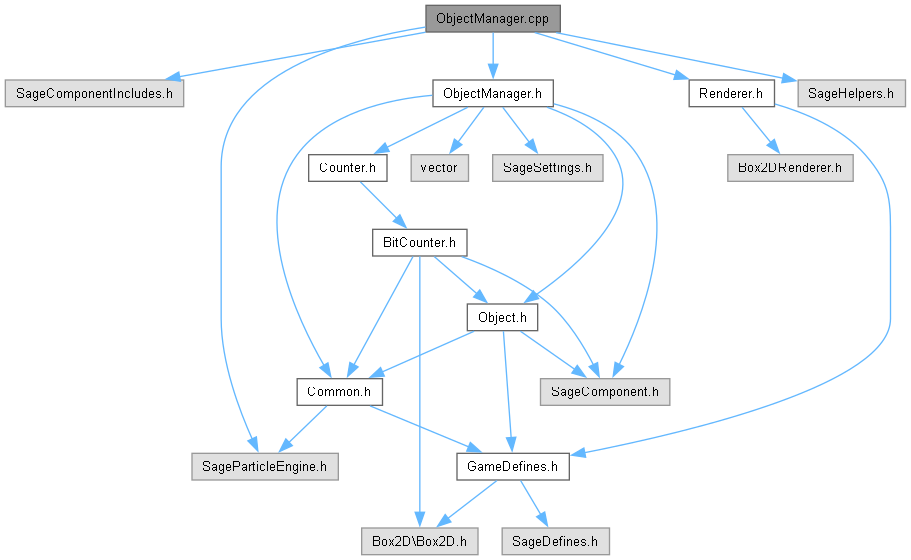 ObjectManager.cpp
SageComponentIncludes.h
ObjectManager.h
Renderer.h
SageHelpers.h
Counter.h
vector
SageSettings.h
Box2DRenderer.h
BitCounter.h
Object.h
Common.h
SageComponent.h
SageParticleEngine.h
GameDefines.h
Box2D\Box2D.h
SageDefines.h